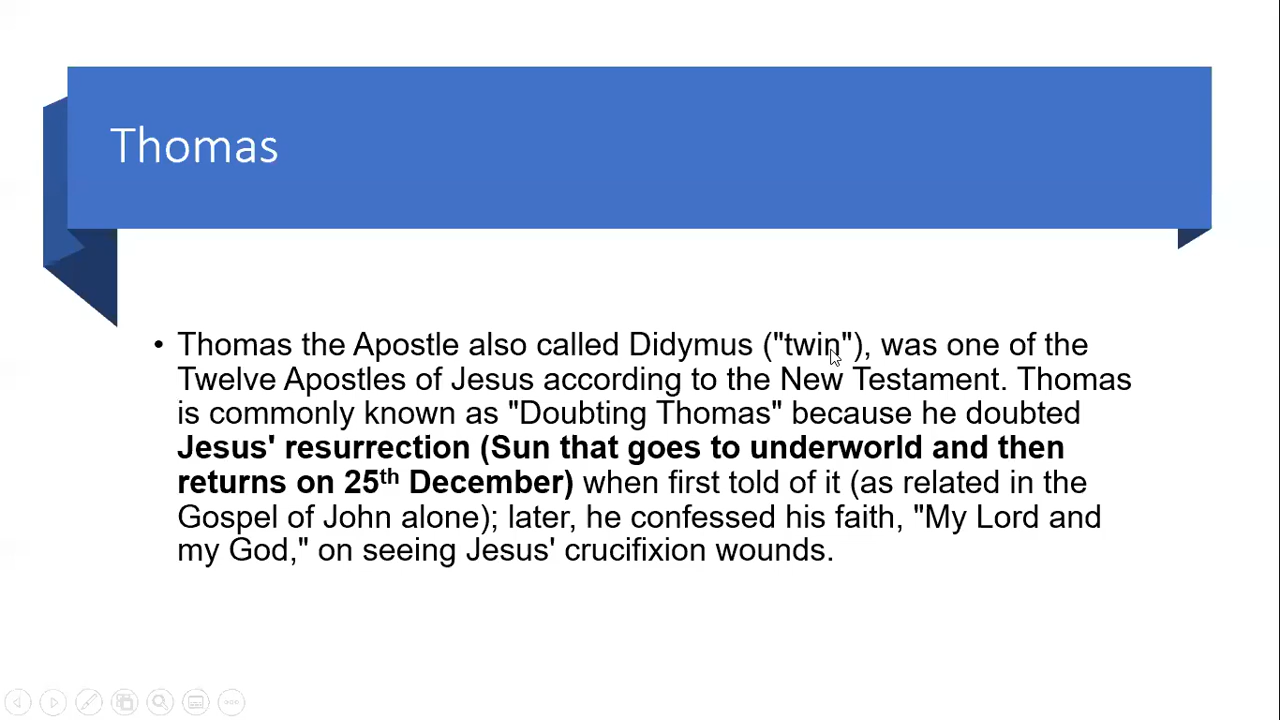 Thomas
• Thomas the Apostle also called Didymus ("twin"), was one of the
Twelve Apostles of Jesus according to the New Testament. Thomas
is commonly known as "Doubting Thomas" because he doubted
Jesus' resurrection (Sun that goes to underworld and then
returns on 25th December) when first told of it (as related in the
Gospel of John alone); later, he confessed his faith, "My Lord and
my God," on seeing Jesus' crucifixion wounds.